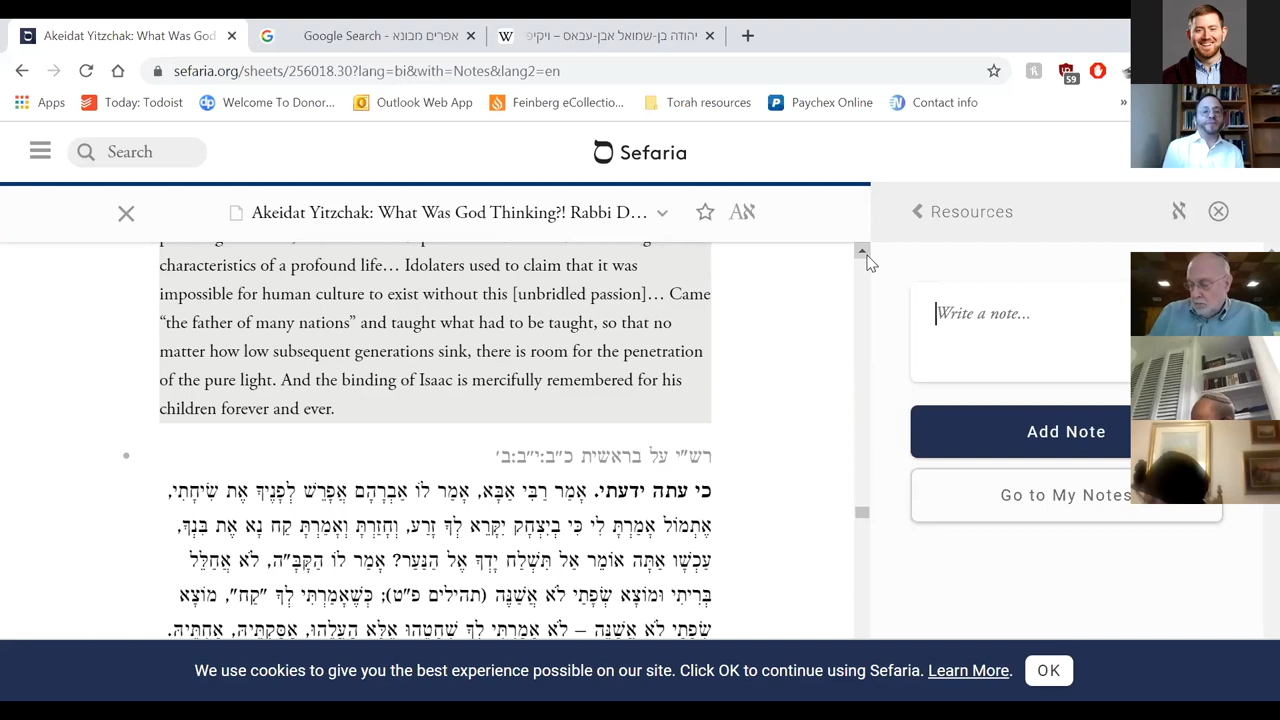 Akeidat Yitzchak: What Was God
Google Search - אפרים מבונא
יהודה בן-שמואל אבן-עבאס – ויקיפ
sefaria.org/sheets/256018.30?lang=bi&with=Notes&lang2=en
59
Apps
Today: Todoist
Welcome To Donor...
Outlook Web App
Feinberg eCollectio...
Torah resources
Paychex Online
Contact info
»
Search
Sefaria
Akeidat Yitzchak: What Was God Thinking?! Rabbi D…
Aא
Resources
א
characteristics of a profound life… Idolaters used to claim that it was
impossible for human culture to exist without this [unbridled passion]… Came
“the father of many nations” and taught what had to be taught, so that no
matter how low subsequent generations sink, there is room for the penetration
of the pure light. And the binding of Isaac is mercifully remembered for his
children forever and ever.
רש"י על בראשית כ״ב:י״ב:ב׳
כי עתה ידעתי. אָמַר רַבִּי אַבָּא, אָמַר לוֹ אַבְרָהָם אֲפָרֵשׁ לְפָנֶיךָ אֶת שִׂיחָתִי,
אֶתְמוֹל אָמַרְתָּ לִּי כִּי בְיִצְחָק יִקָּרֵא לְךָ זָרַע, וְחָזַרְתָּ וְאָמַרְתָּ קַח נָא אֶת בִּנְךָ,
עַכְשָׁו אַתָּה אוֹמֵר אַל תִּשְׁלַח יָדְךָ אֶל הַנַּעַר? אָמַר לוֹ הַקָּבָּ"ה, לֹא אֲחַלֵּל
בְּרִיתִי וּמוֹצָא שְׂפָתַי לֹא אֲשַׁנֶּה (תהילים פ״ט); כְּשֶׁאָמַרְתִּי לְךָ "קַח", מוֹצָא
שְׂפָתַי לֹא אֲשַׁנֶּה – לֹא אָמַרְתִּי לְךָ שְׁחָטֵהוּ אֶלָּא הַעֲלֵהוּ, אַסֵּקְתֵּיהּ, אַחֲתֵיהּ.
Write a note...
Add Note
Go to My Notes
We use cookies to give you the best experience possible on our site. Click OK to continue using Sefaria. Learn More.
OK